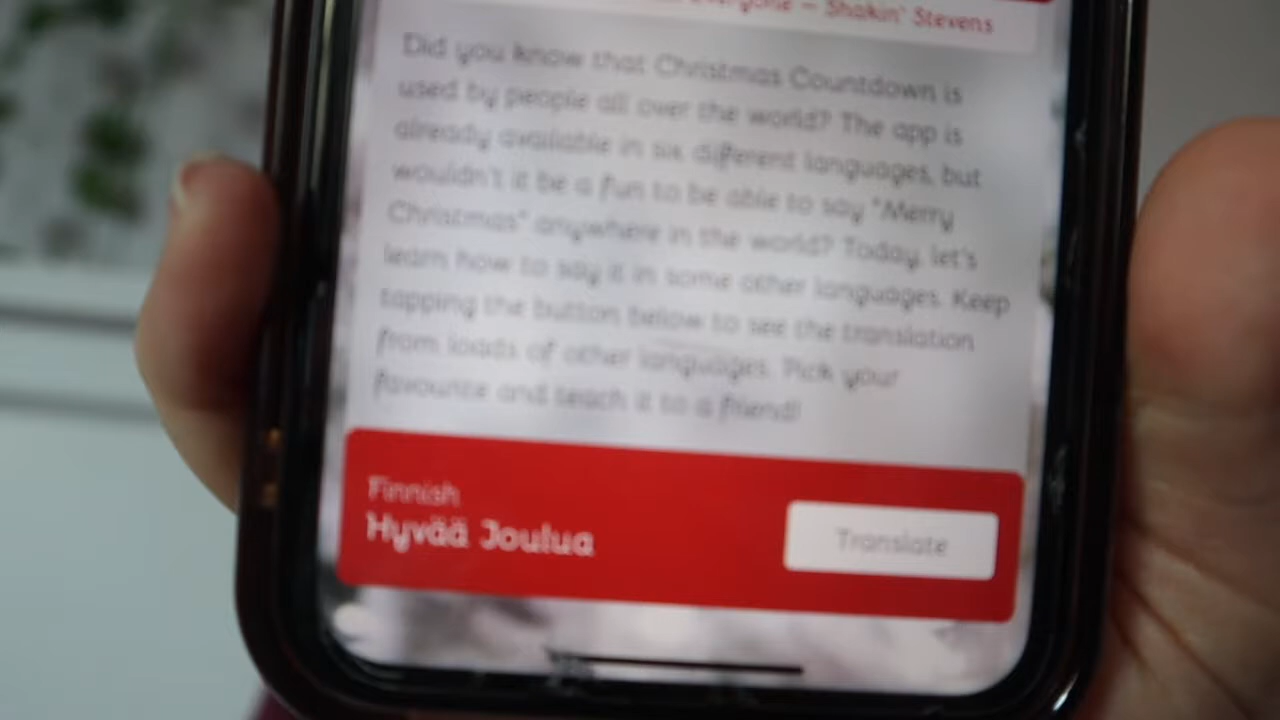 Everyone – Shakin' Stevens
Did you know that Christmas Countdown is
used by people all over the world? The app is
already available in six different languages, but
wouldn't it be a fun to be able to say "Merry
Christmas" anywhere in the world? Today, let's
learn how to say it in some other languages. Keep
tapping the button below to see the translation
from loads of other languages. Pick your
favourite and teach it to a friend!
Finnish
Hyvää Joulua
Translate